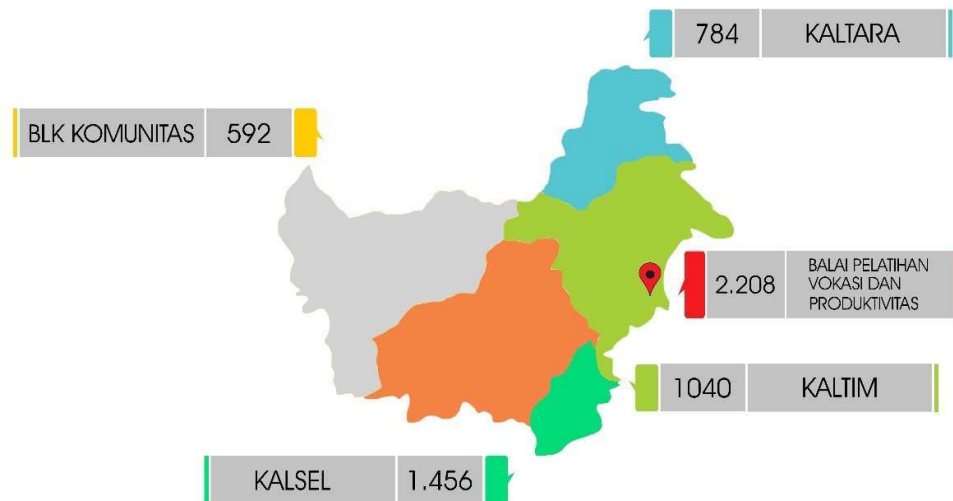 784 KALTARA
BLK KOMUNITAS 592
2.208 BALAI PELATIHAN
VOKASI DAN
PRODUKTIVITAS
1040 KALTIM
KALSEL 1.456